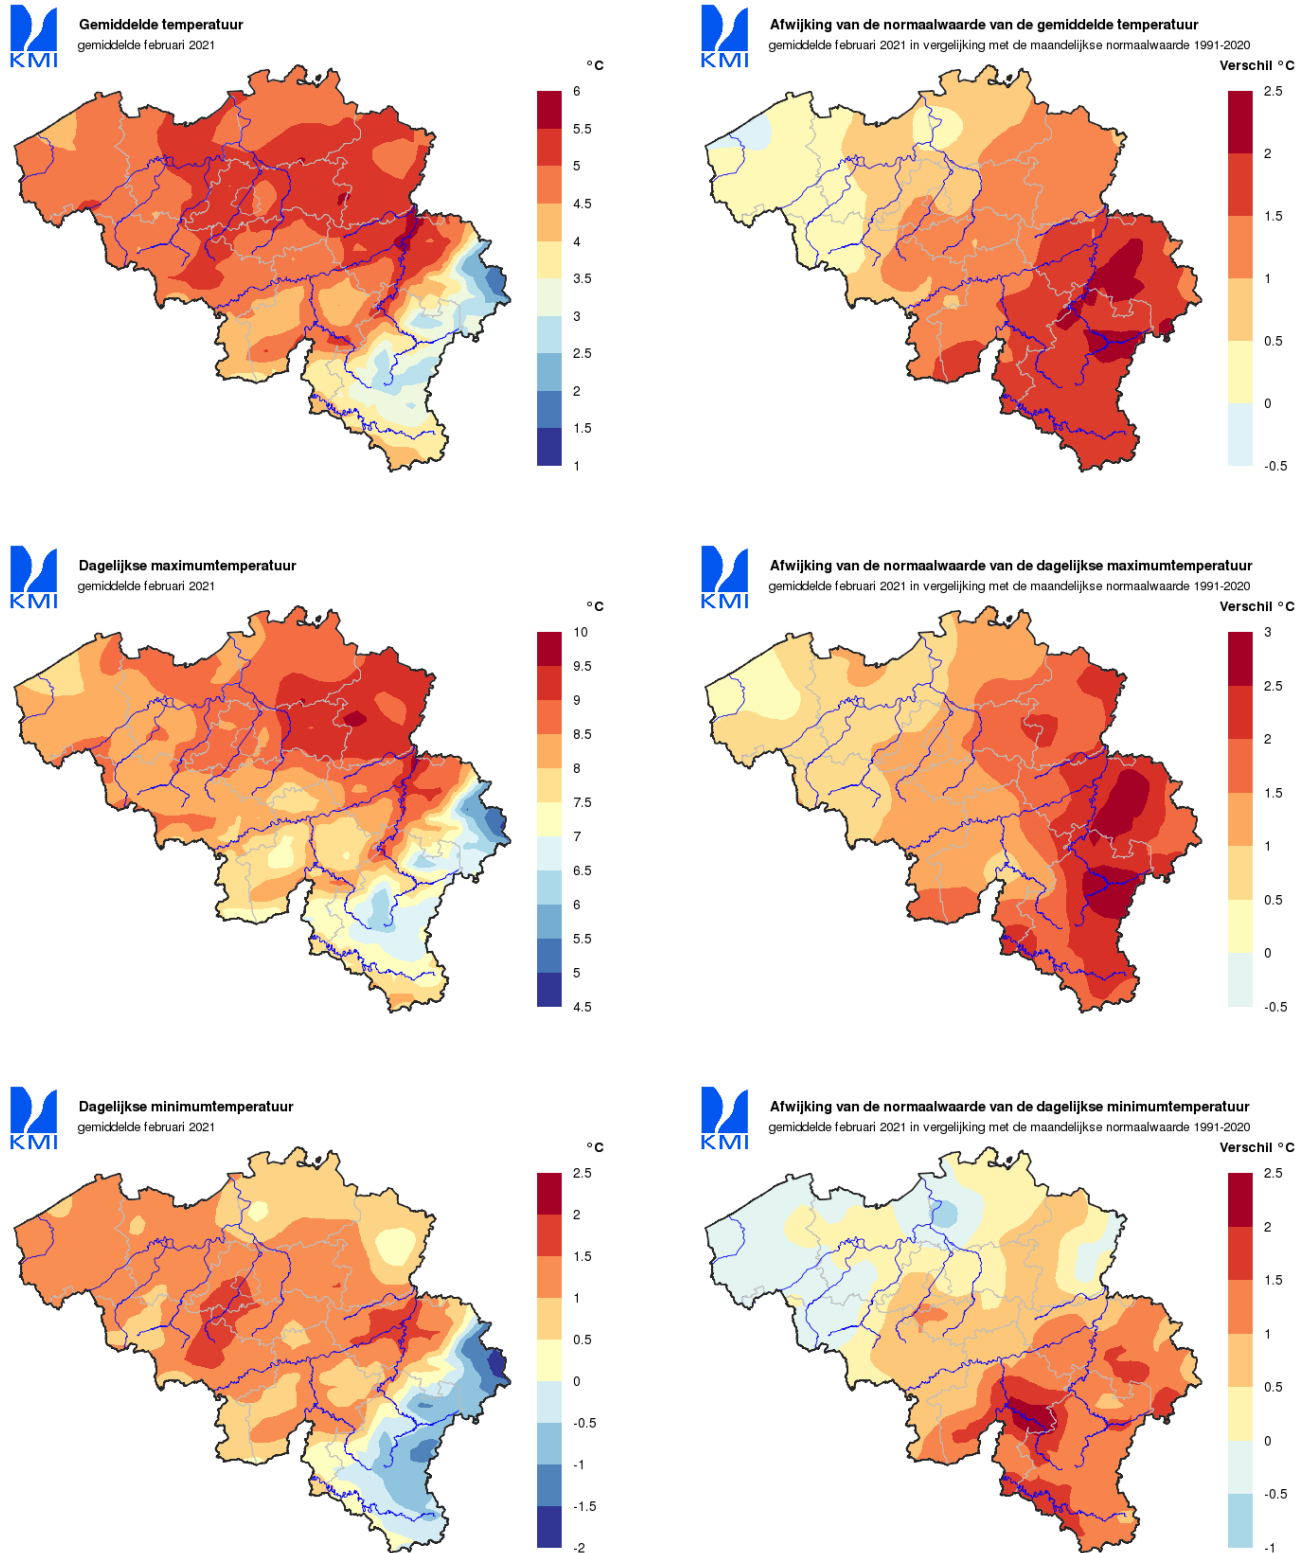 Gemiddelde temperatuur
gemiddelde februari 2021
KMI
°C
6
5.5
5
4.5
4
3.5
3
2.5
2
1.5
1
Afwijking van de normaalwaarde van de gemiddelde temperatuur
gemiddelde februari 2021 in vergelijking met de maandelijkse normaalwaarde 1991-2020
KMI
Verschil °C
2.5
2
1.5
1
0.5
0
-0.5
Dagelijkse maximumtemperatuur
gemiddelde februari 2021
KMI
°C
10
9.5
9
8.5
8
7.5
7
6.5
6
5.5
5
4.5
Afwijking van de normaalwaarde van de dagelijkse maximumtemperatuur
gemiddelde februari 2021 in vergelijking met de maandelijkse normaalwaarde 1991-2020
KMI
Verschil °C
3
2.5
2
1.5
1
0.5
0
-0.5
Dagelijkse minimumtemperatuur
gemiddelde februari 2021
KMI
°C
2.5
2
1.5
1
0.5
0
-0.5
-1
-1.5
-2
Afwijking van de normaalwaarde van de dagelijkse minimumtemperatuur
gemiddelde februari 2021 in vergelijking met de maandelijkse normaalwaarde 1991-2020
KMI
Verschil °C
2.5
2
1.5
1
0.5
0
-0.5
-1